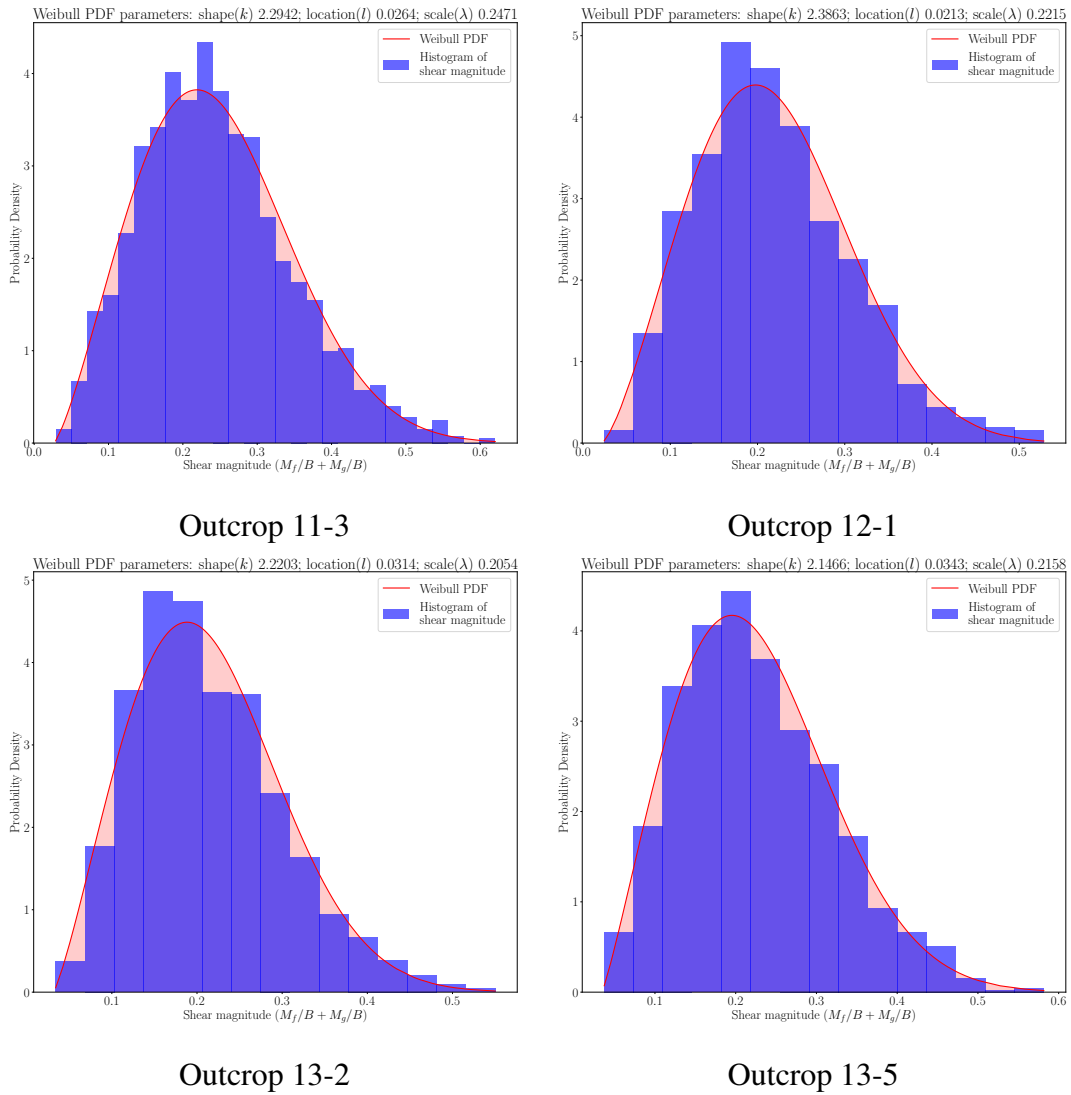 Weibull PDF parameters: shape(k) 2.2942; location(l) 0.0264; scale(λ) 0.2471
Weibull PDF
Histogram of
shear magnitude
Probability Density
4
3
2
1
0
0.0 0.1 0.2 0.3 0.4 0.5 0.6
Shear magnitude (M_f/B + M_g/B)
Outcrop 11-3
Weibull PDF parameters: shape(k) 2.3863; location(l) 0.0213; scale(λ) 0.2215
Weibull PDF
Histogram of
shear magnitude
Probability Density
5
4
3
2
1
0
0.0 0.1 0.2 0.3 0.4 0.5
Shear magnitude (M_f/B + M_g/B)
Outcrop 12-1
Weibull PDF parameters: shape(k) 2.2203; location(l) 0.0314; scale(λ) 0.2054
Weibull PDF
Histogram of
shear magnitude
Probability Density
5
4
3
2
1
0
0.1 0.2 0.3 0.4 0.5
Shear magnitude (M_f/B + M_g/B)
Outcrop 13-2
Weibull PDF parameters: shape(k) 2.1466; location(l) 0.0343; scale(λ) 0.2158
Weibull PDF
Histogram of
shear magnitude
Probability Density
4
3
2
1
0
0.1 0.2 0.3 0.4 0.5 0.6
Shear magnitude (M_f/B + M_g/B)
Outcrop 13-5